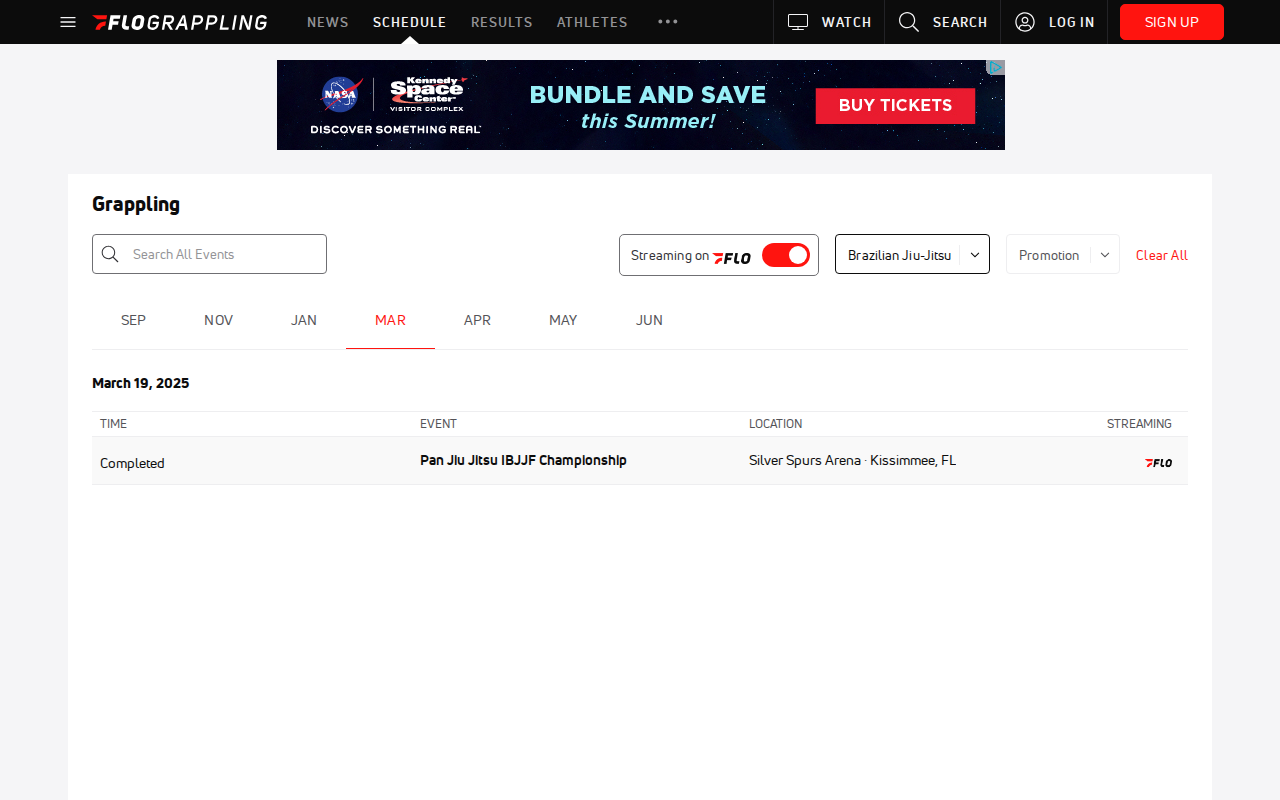 FLOGRAPPLING NEWS SCHEDULE RESULTS ATHLETES WATCH SEARCH LOG IN SIGN UP
NASA
Kennedy
Space
Center
VISITOR COMPLEX
DISCOVER SOMETHING REAL
BUNDLE AND SAVE
this Summer!
BUY TICKETS
Grappling
Search All Events
Streaming on FLO
Brazilian Jiu-Jitsu
Promotion
Clear All
SEP NOV JAN MAR APR MAY JUN
March 19, 2025
TIME EVENT LOCATION STREAMING
Completed Pan Jiu Jitsu IBJJF Championship Silver Spurs Arena · Kissimmee, FL FLO